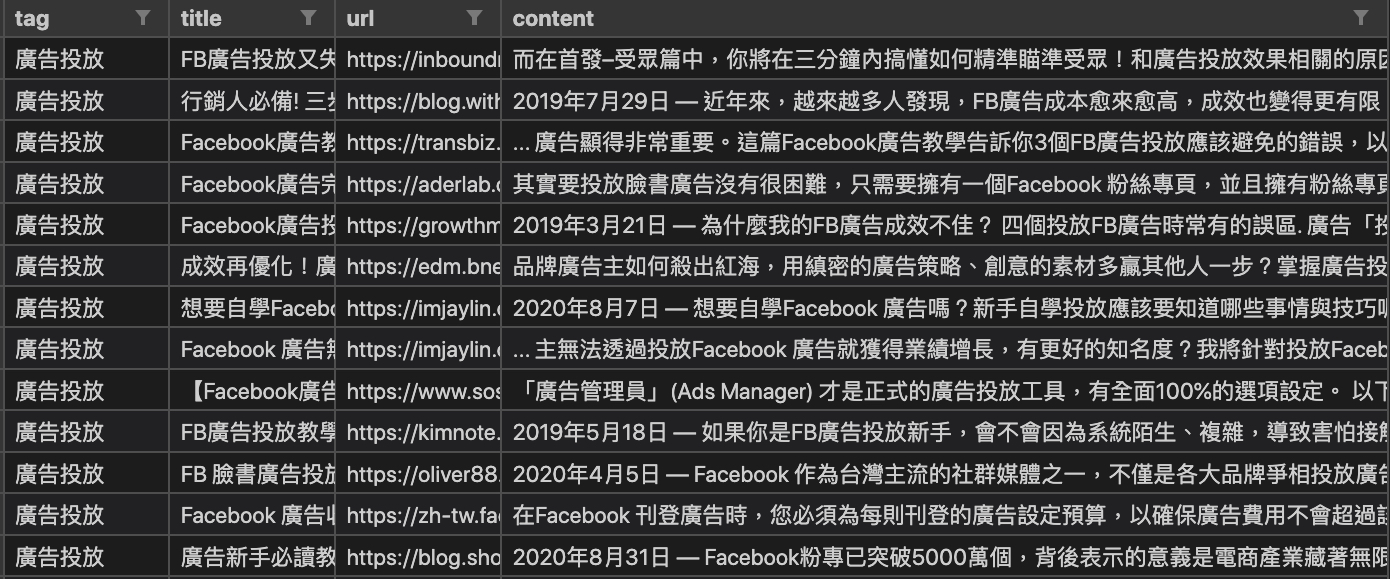 tag title url content
廣告投放 FB廣告投放又失 https://inboundr 而在首發–受眾篇中，你將在三分鐘內搞懂如何精準瞄準受眾！和廣告投放效果相關的原因
廣告投放 行銷人必備! 三步 https://blog.with 2019年7月29日 — 近年來，越來越多人發現，FB廣告成本愈來愈高，成效也變得更有限
廣告投放 Facebook廣告教 https://transbiz. ... 廣告顯得非常重要。這篇Facebook廣告教學告訴你3個FB廣告投放應該避免的錯誤，以
廣告投放 Facebook廣告完 https://aderlab.c 其實要投放臉書廣告沒有很困難，只需要擁有一個Facebook 粉絲專頁，並且擁有粉絲專頁
廣告投放 Facebook廣告投 https://growthm 2019年3月21日 — 為什麼我的FB廣告成效不佳？ 四個投放FB廣告時常有的誤區. 廣告「投
廣告投放 成效再優化！廣 https://edm.bne 品牌廣告主如何殺出紅海，用縝密的廣告策略、創意的素材多贏其他人一步？掌握廣告投
廣告投放 想要自學Facebo https://imjaylin.c 2020年8月7日 — 想要自學Facebook 廣告嗎？新手自學投放應該要知道哪些事情與技巧呢
廣告投放 Facebook 廣告無 https://imjaylin.c ... 主無法透過投放Facebook 廣告就獲得業績增長，有更好的知名度？我將針對投放Faceb
廣告投放 【Facebook廣告 https://www.sos 「廣告管理員」(Ads Manager) 才是正式的廣告投放工具，有全面100%的選項設定。 以下
廣告投放 FB廣告投放教學 https://kimnote. 2019年5月18日 — 如果你是FB廣告投放新手，會不會因為系統陌生、複雜，導致害怕接觸
廣告投放 FB 臉書廣告投放 https://oliver88. 2020年4月5日 — Facebook 作為台灣主流的社群媒體之一，不僅是各大品牌爭相投放廣告
廣告投放 Facebook 廣告收 https://zh-tw.fac 在Facebook 刊登廣告時，您必須為每則刊登的廣告設定預算，以確保廣告費用不會超過該
廣告投放 廣告新手必讀教 https://blog.sho 2020年8月31日 — Facebook粉專已突破5000萬個，背後表示的意義是電商產業藏著無限